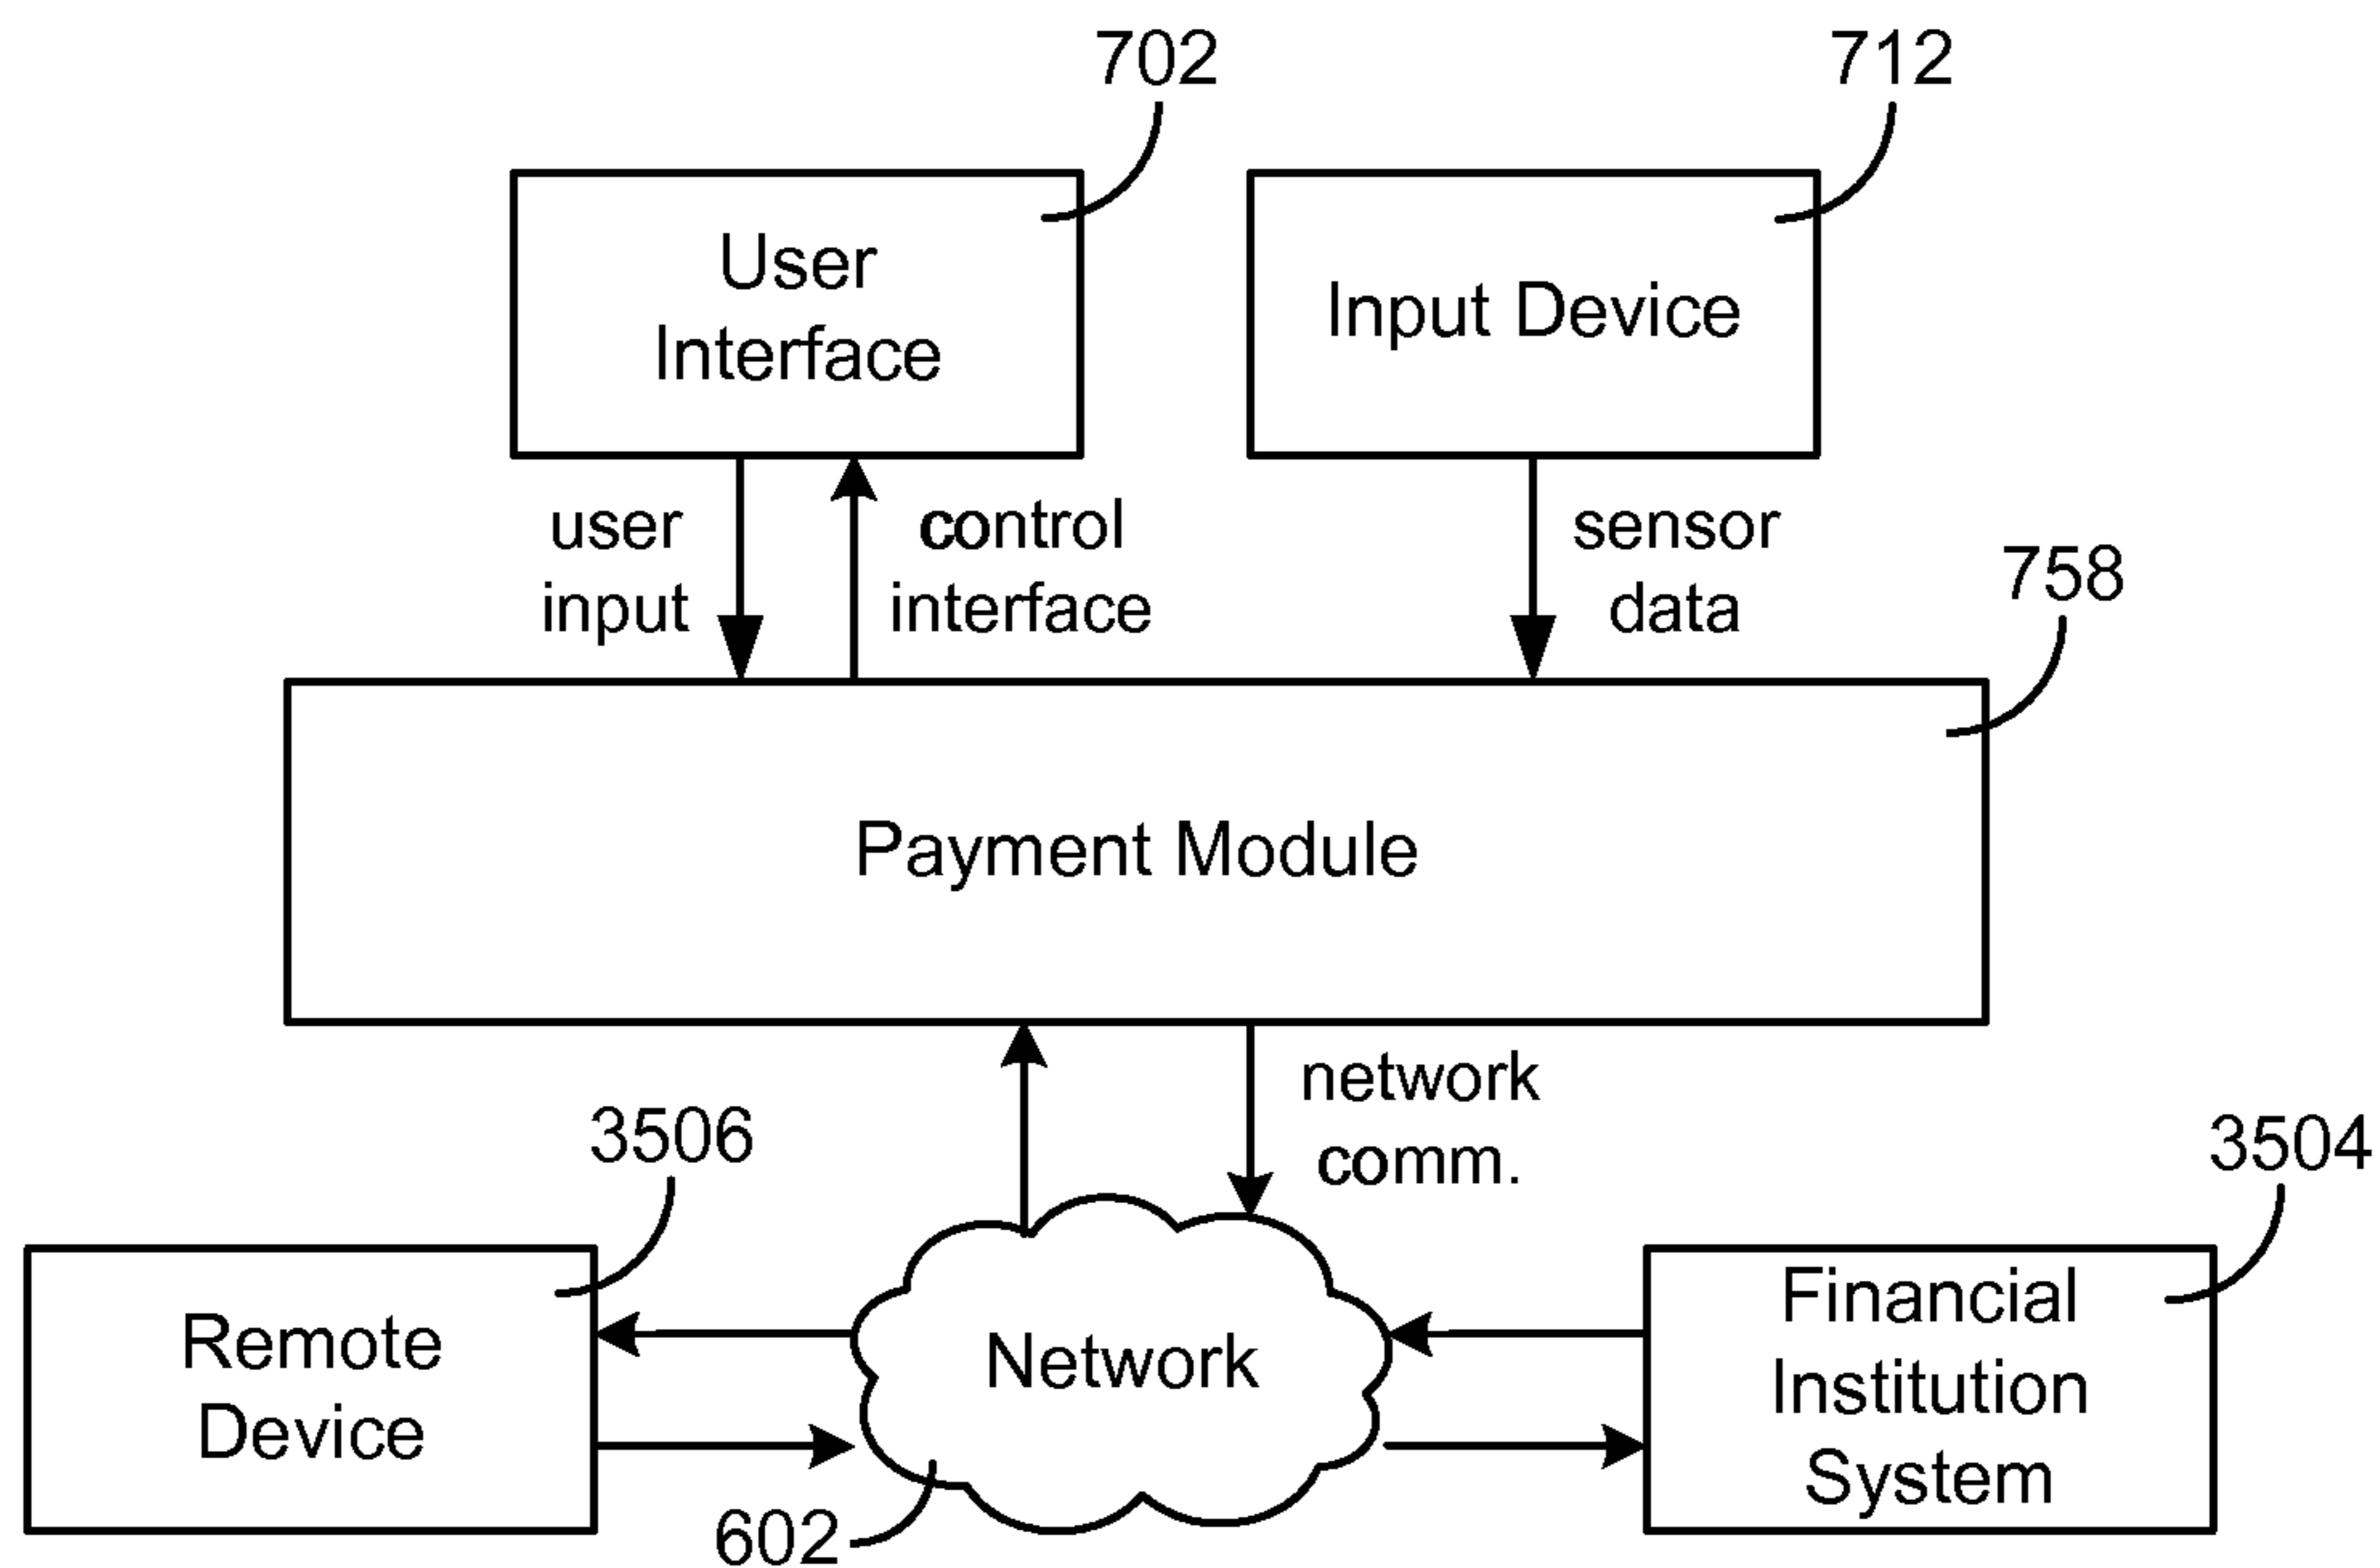 702
712
User
Interface
Input Device
user
input
control
interface
sensor
data
758
Payment Module
network
comm.
3506
3504
Remote
Device
Network
Financial
Institution
System
602